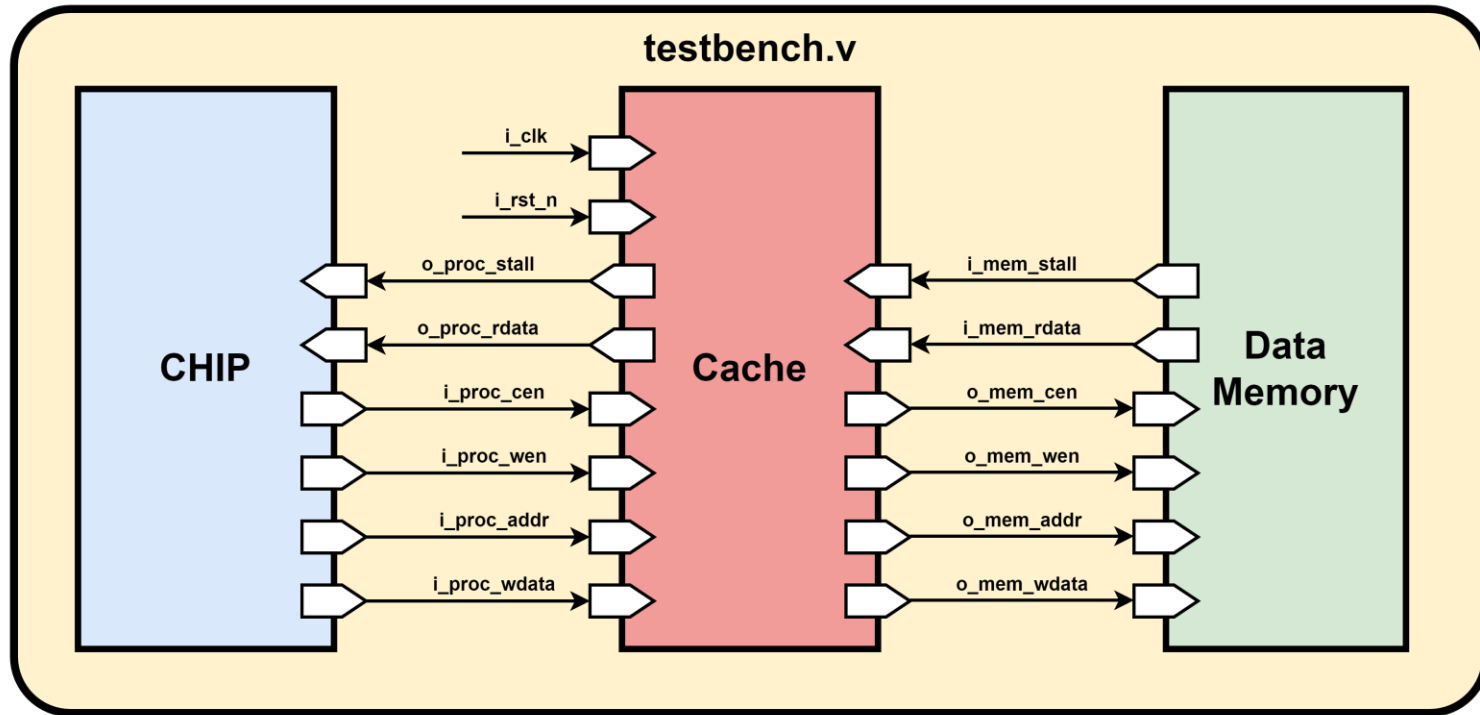 testbench.v
i_clk
i_rst_n
o_proc_stall
i_mem_stall
o_proc_rdata
i_mem_rdata
CHIP
Cache
Data
Memory
i_proc_cen
o_mem_cen
i_proc_wen
o_mem_wen
i_proc_addr
o_mem_addr
i_proc_wdata
o_mem_wdata